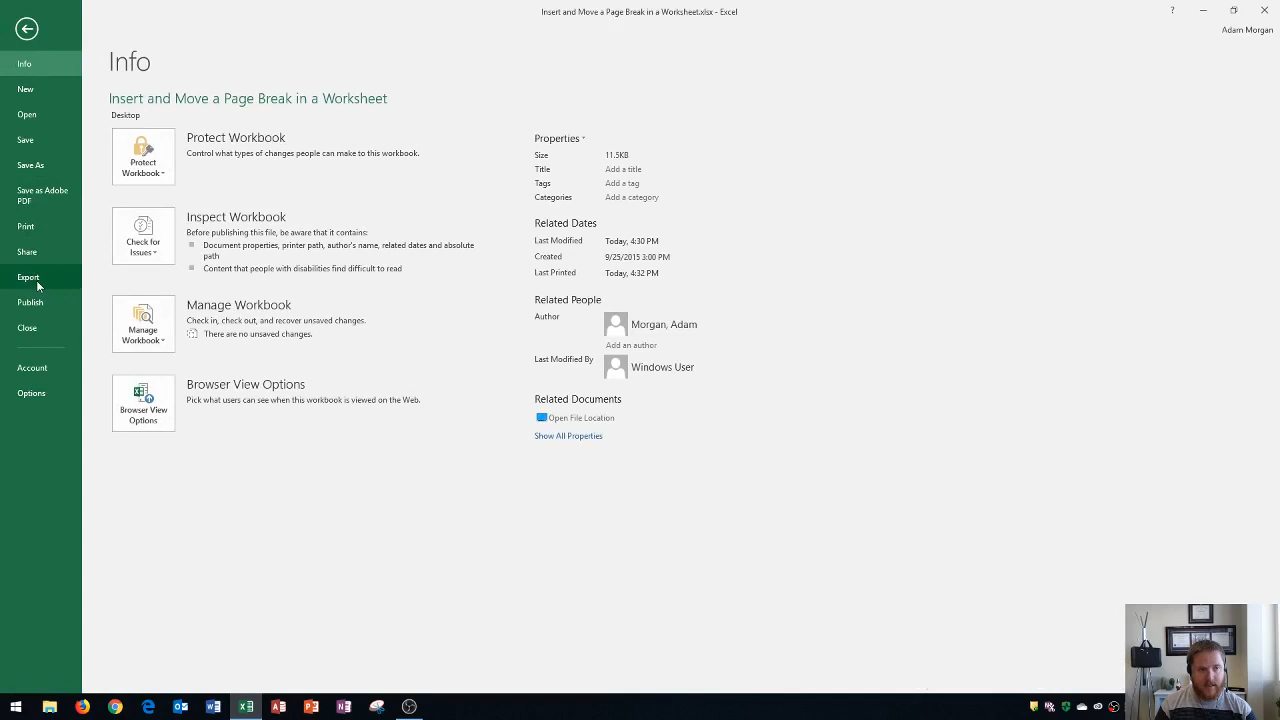 Insert and Move a Page Break in a Worksheet.xlsx - Excel
?
Adam Morgan
Info
New
Open
Save
Save As
Save as Adobe
PDF
Print
Share
Export
Publish
Close
Account
Options
Info
Insert and Move a Page Break in a Worksheet
Desktop
Protect
Workbook
Protect Workbook
Control what types of changes people can make to this workbook.
Check for
Issues
Inspect Workbook
Before publishing this file, be aware that it contains:
Document properties, printer path, author's name, related dates and absolute
path
Content that people with disabilities find difficult to read
Manage
Workbook
Manage Workbook
Check in, check out, and recover unsaved changes.
There are no unsaved changes.
Browser View
Options
Browser View Options
Pick what users can see when this workbook is viewed on the Web.
Properties
Size 11.5KB
Title Add a title
Tags Add a tag
Categories Add a category
Related Dates
Last Modified Today, 4:30 PM
Created 9/25/2015 3:00 PM
Last Printed Today, 4:32 PM
Related People
Author Morgan, Adam
Add an author
Last Modified By Windows User
Related Documents
Open File Location
Show All Properties